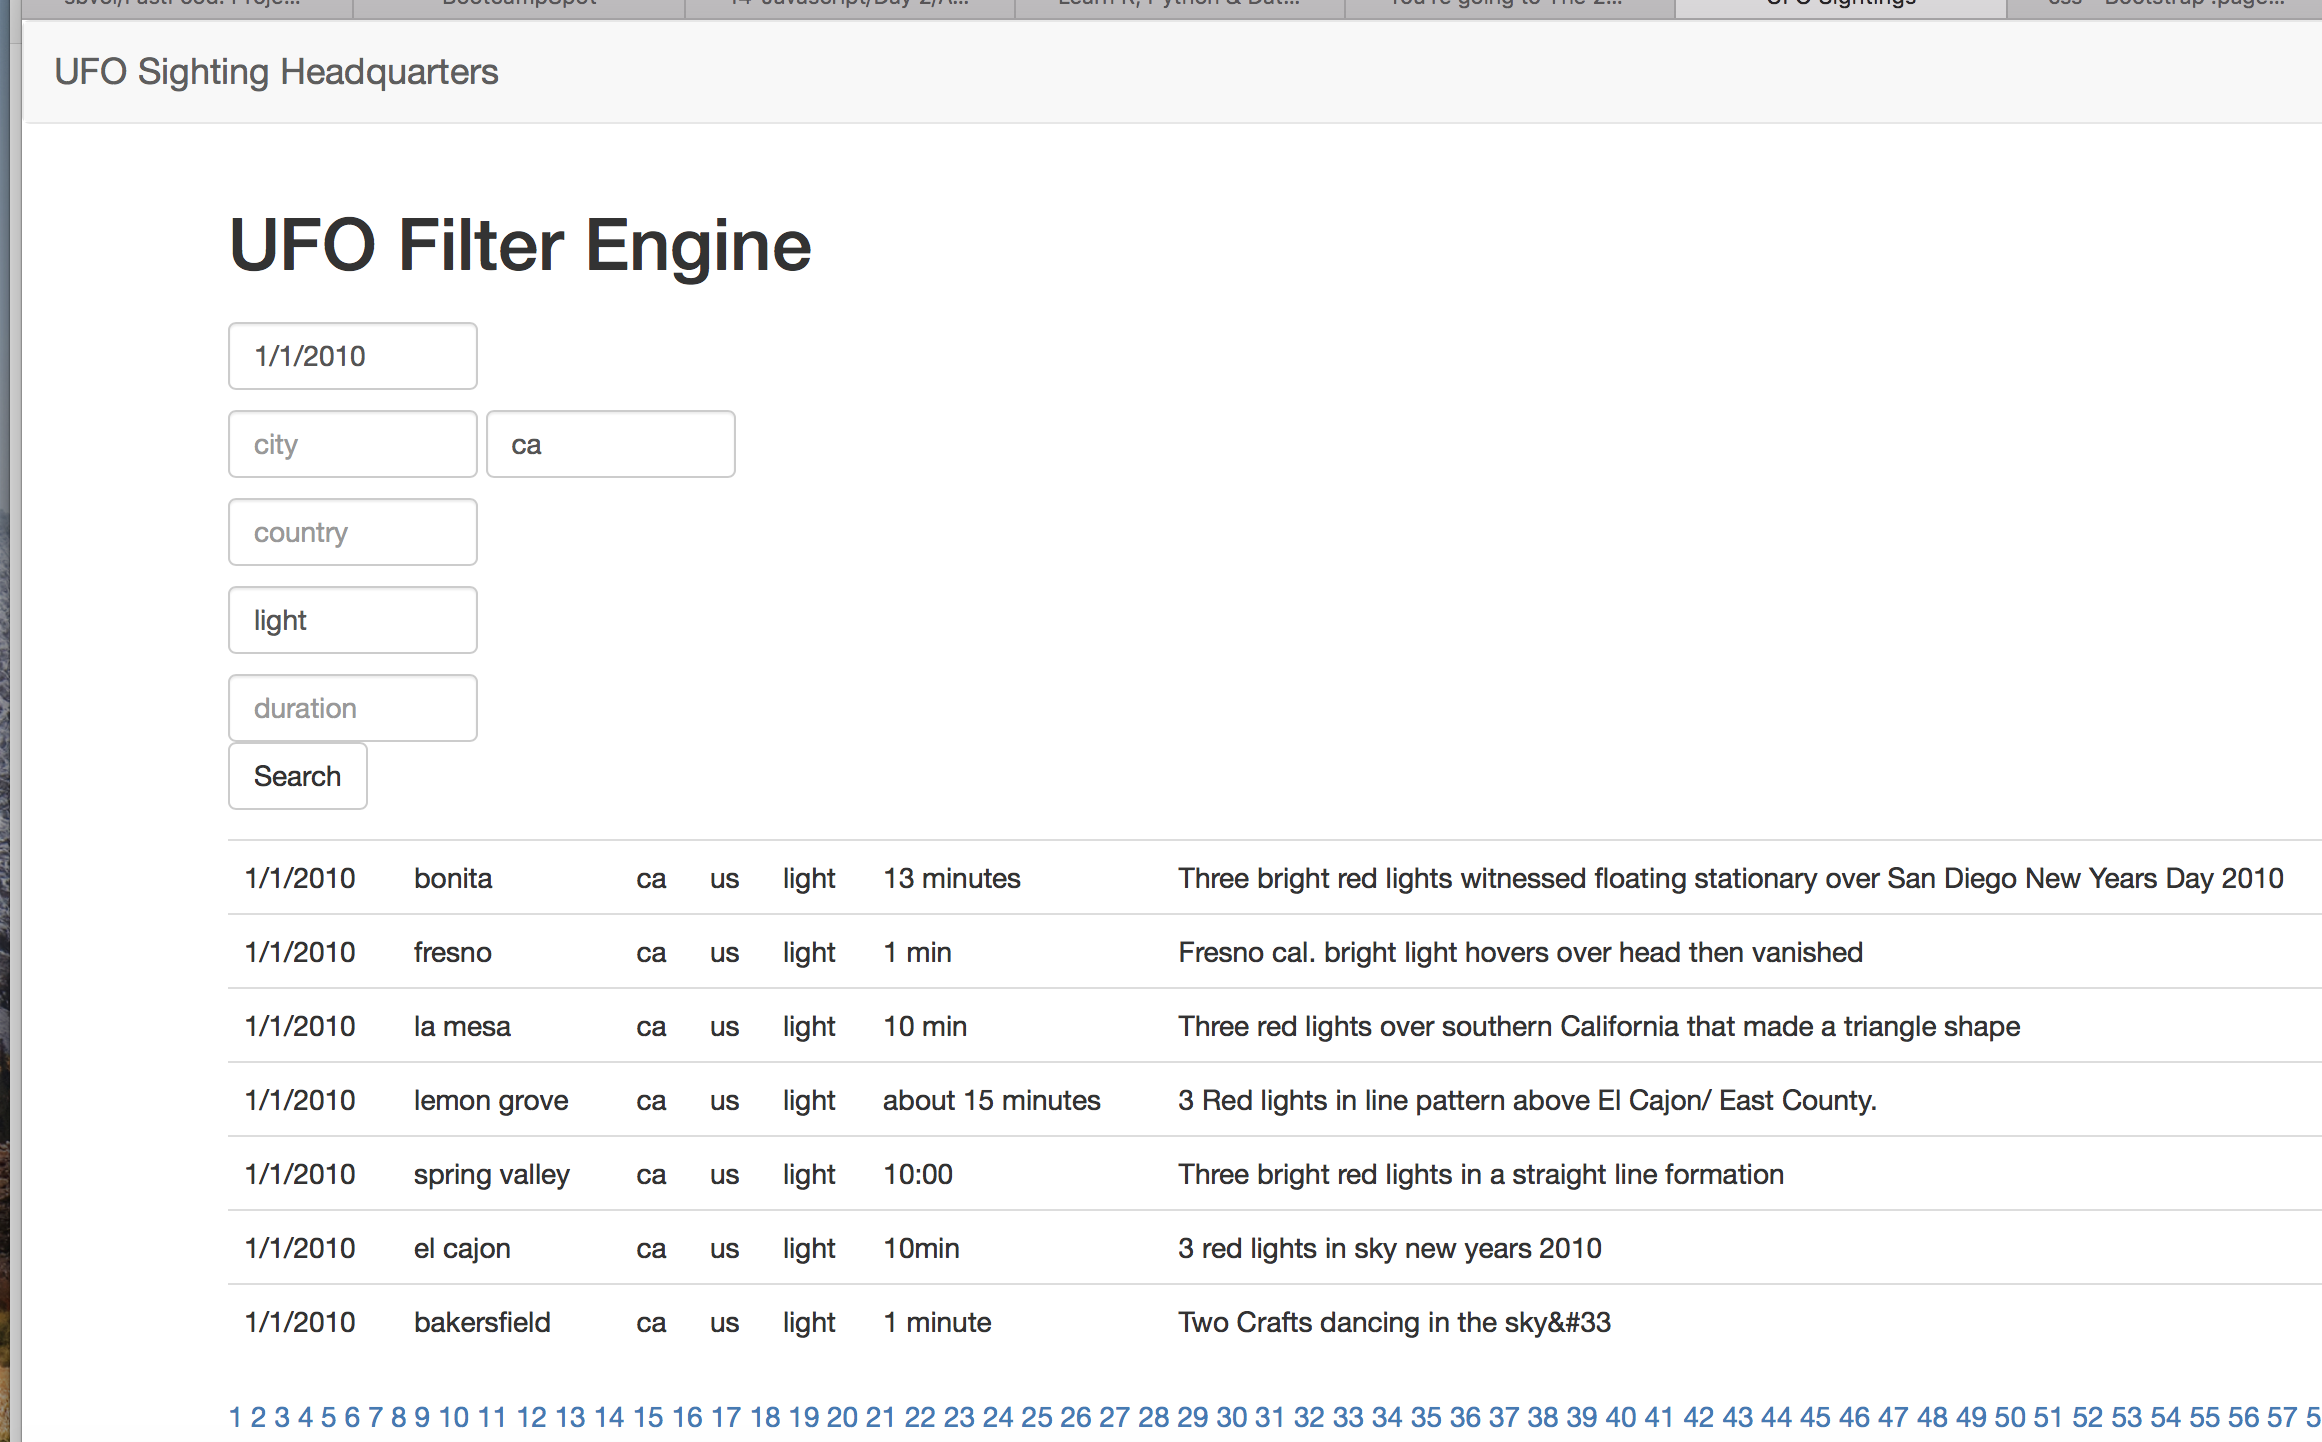 BootcampSpot
UFO Sightings
UFO Sighting Headquarters
UFO Filter Engine
1/1/2010
city ca
country
light
duration
Search
1/1/2010 bonita ca us light 13 minutes Three bright red lights witnessed floating stationary over San Diego New Years Day 2010
1/1/2010 fresno ca us light 1 min Fresno cal. bright light hovers over head then vanished
1/1/2010 la mesa ca us light 10 min Three red lights over southern California that made a triangle shape
1/1/2010 lemon grove ca us light about 15 minutes 3 Red lights in line pattern above El Cajon/ East County.
1/1/2010 spring valley ca us light 10:00 Three bright red lights in a straight line formation
1/1/2010 el cajon ca us light 10min 3 red lights in sky new years 2010
1/1/2010 bakersfield ca us light 1 minute Two Crafts dancing in the sky&#33
1 2 3 4 5 6 7 8 9 10 11 12 13 14 15 16 17 18 19 20 21 22 23 24 25 26 27 28 29 30 31 32 33 34 35 36 37 38 39 40 41 42 43 44 45 46 47 48 49 50 51 52 53 54 55 56 57